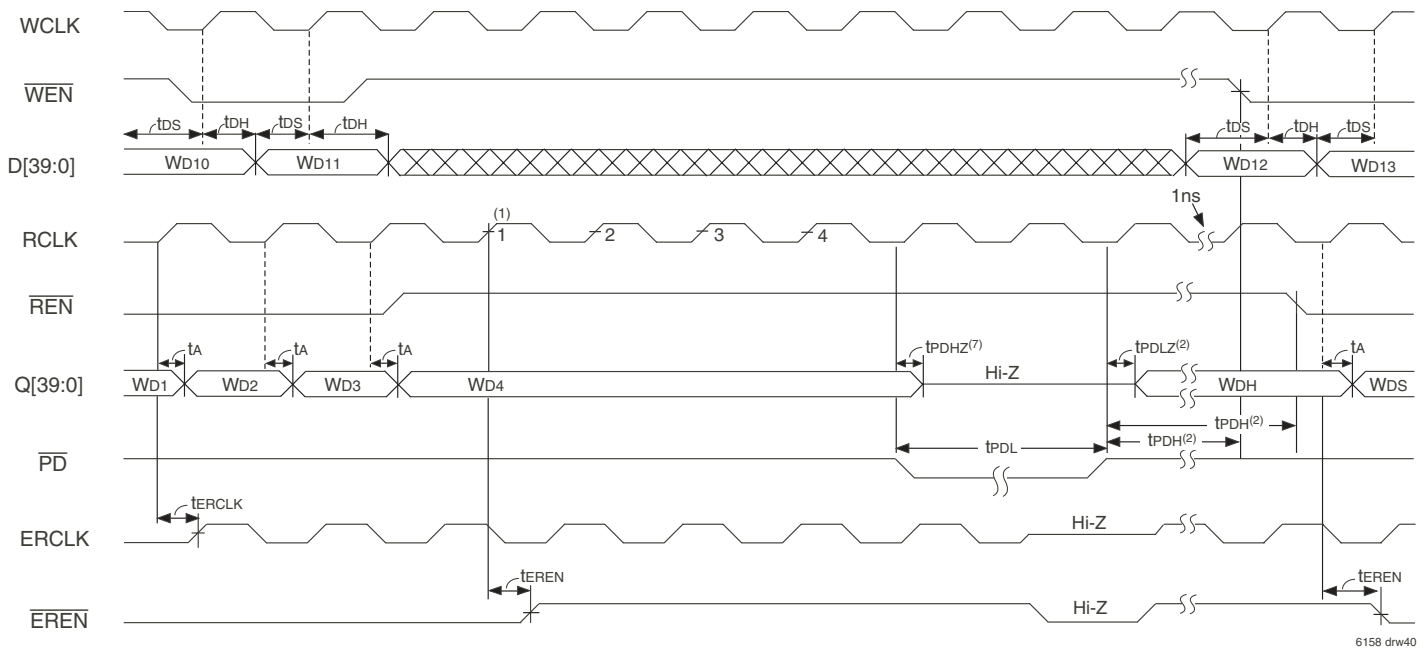 WCLK
WEN
tDS tDH tDS tDH tDS tDH tDS
D[39:0] WD10 WD11 WD12 WD13
1ns
(1)
RCLK 1 2 3 4
REN
tA tA tA tPDHZ(7) tPDLZ(2) tA
Q[39:0] WD1 WD2 WD3 WD4 Hi-Z WDH WDS
tPDH(2)
tPDL tPDH(2)
PD
tERCLK
ERCLK Hi-Z
tEREN tEREN
EREN Hi-Z
6158 drw40